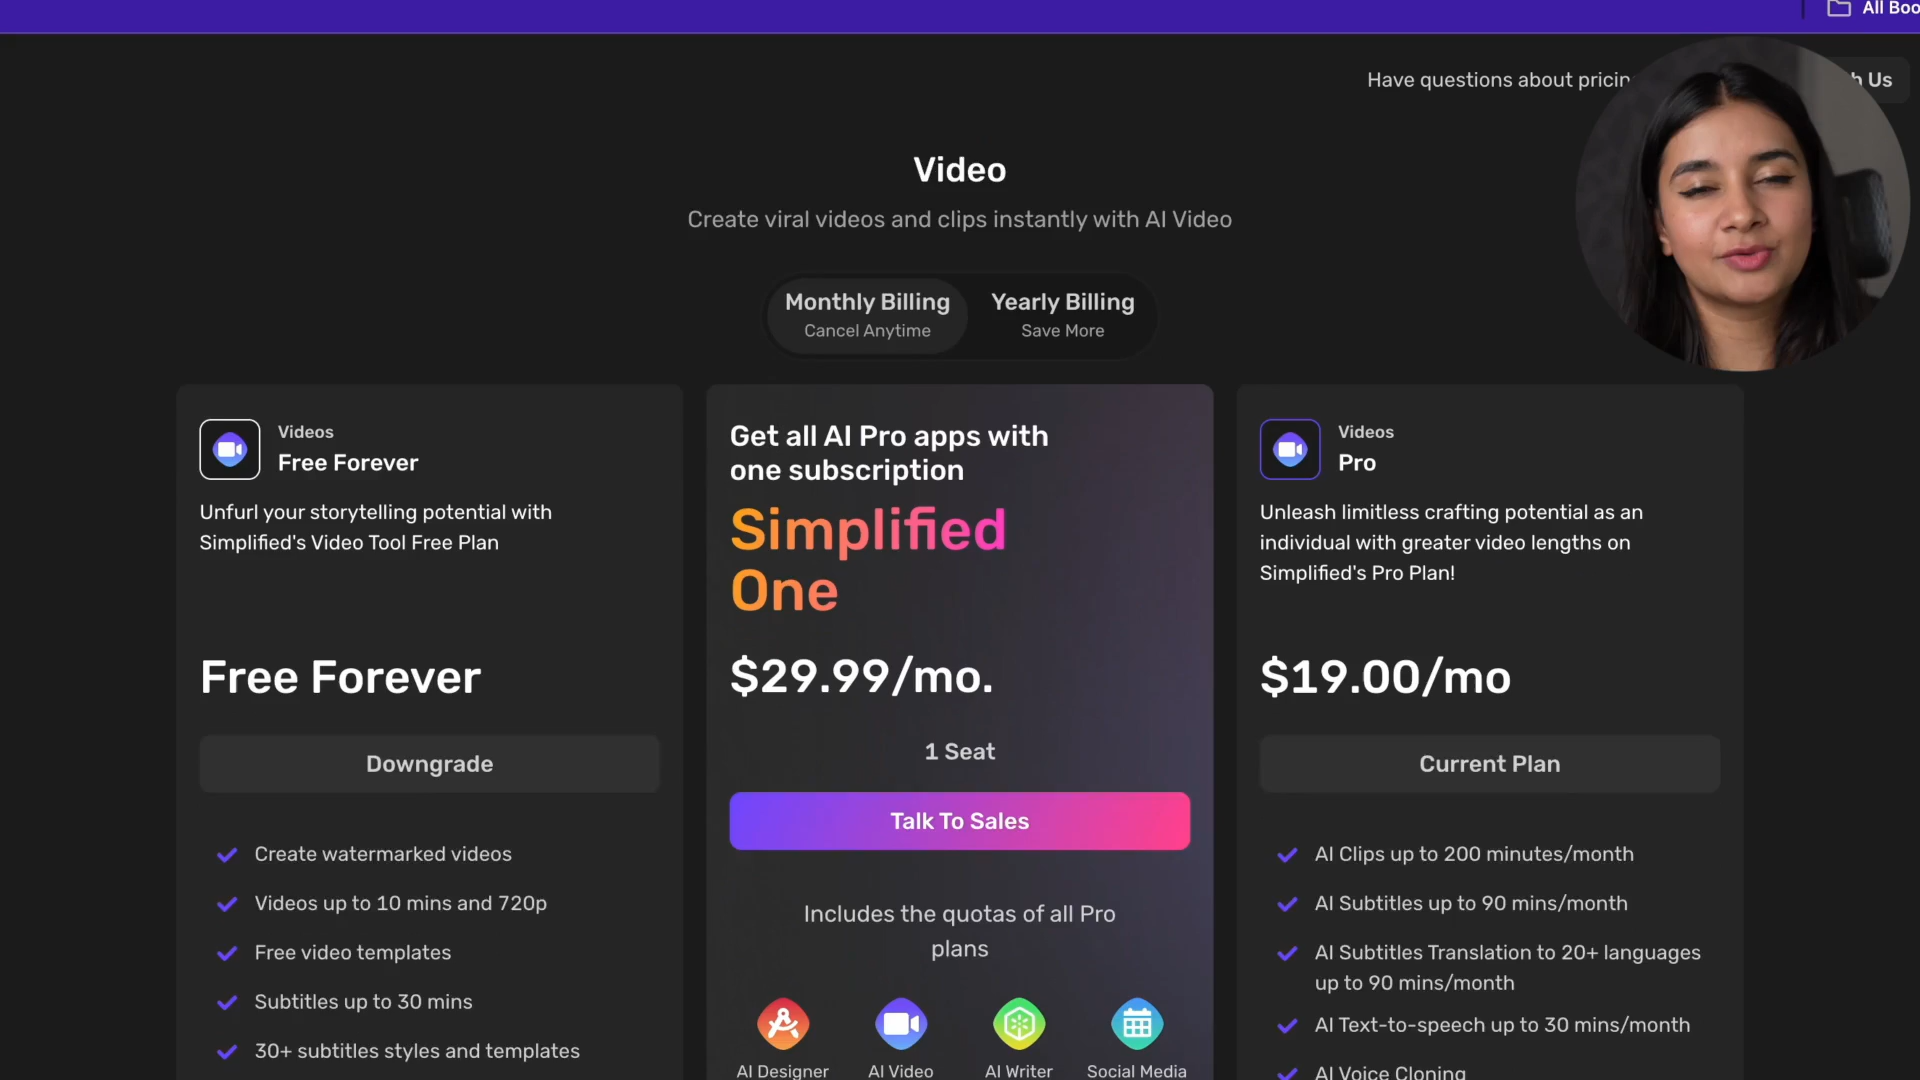 All Boo
Have questions about pricin
h Us
Video
Create viral videos and clips instantly with AI Video
Monthly Billing
Cancel Anytime
Yearly Billing
Save More
Videos
Free Forever
Unfurl your storytelling potential with
Simplified's Video Tool Free Plan
Free Forever
Downgrade
Create watermarked videos
Videos up to 10 mins and 720p
Free video templates
Subtitles up to 30 mins
30+ subtitles styles and templates
Get all AI Pro apps with
one subscription
Simplified
One
$29.99/mo.
1 Seat
Talk To Sales
Includes the quotas of all Pro
plans
AI Designer
AI Video
AI Writer
Social Media
Videos
Pro
Unleash limitless crafting potential as an
individual with greater video lengths on
Simplified's Pro Plan!
$19.00/mo
Current Plan
AI Clips up to 200 minutes/month
AI Subtitles up to 90 mins/month
AI Subtitles Translation to 20+ languages
up to 90 mins/month
AI Text-to-speech up to 30 mins/month
AI Voice Cloning